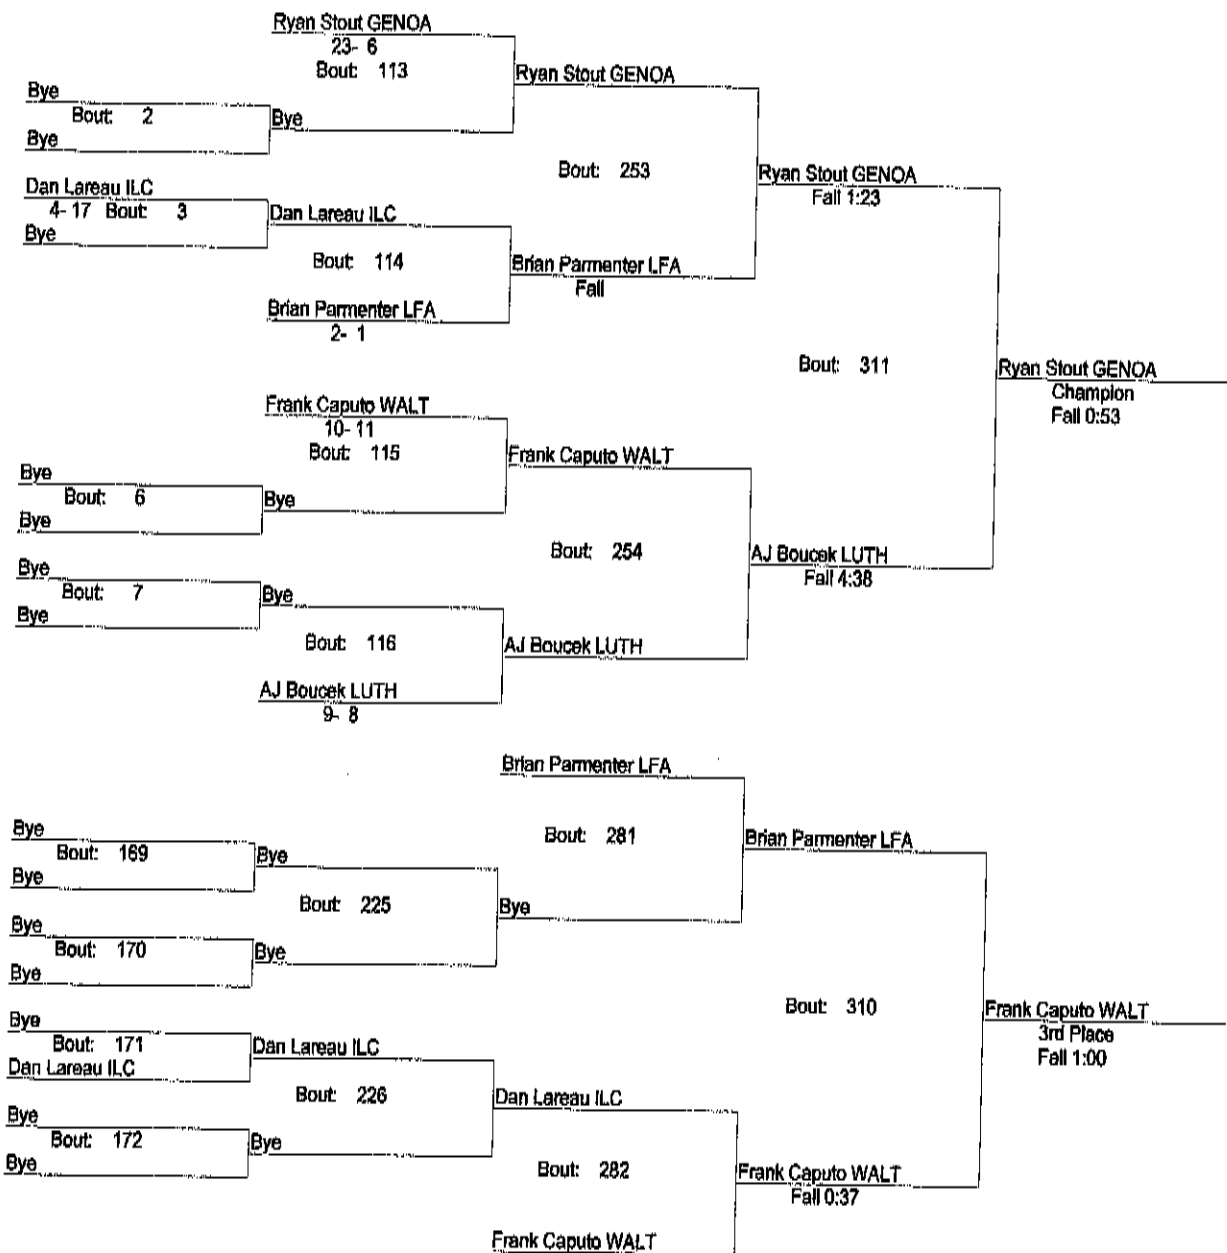 Ryan Stout GENOA
23- 6
Bout: 113
Ryan Stout GENOA
Bye
Bout: 2
Bye
Bye
Bout: 253
Ryan Stout GENOA
Fall 1:23
Dan Lareau ILC
4- 17 Bout: 3
Dan Lareau ILC
Bye
Bout: 114
Brian Parmenter LFA
Fall
Brian Parmenter LFA
2- 1
Bout: 311
Ryan Stout GENOA
Champion
Fall 0:53
Frank Caputo WALT
10- 11
Bout: 115
Frank Caputo WALT
Bye
Bout: 6
Bye
Bye
Bout: 254
AJ Boucek LUTH
Fall 4:38
Bye
Bout: 7
Bye
Bye
Bout: 116
AJ Boucek LUTH
AJ Boucek LUTH
9- 8
Brian Parmenter LFA
Bout: 281
Brian Parmenter LFA
Bye
Bout: 169
Bye
Bye
Bout: 225
Bye
Bye
Bout: 170
Bye
Bye
Bout: 310
Frank Caputo WALT
3rd Place
Fall 1:00
Bye
Bout: 171
Dan Lareau ILC
Dan Lareau ILC
Bout: 226
Dan Lareau ILC
Bye
Bout: 172
Bye
Bye
Bout: 282
Frank Caputo WALT
Fall 0:37
Frank Caputo WALT